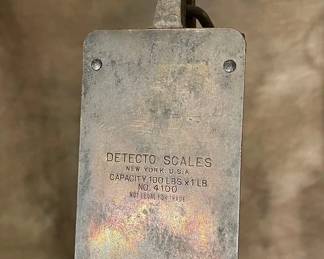 DETECTO SCALES
NEW YORK. U.S.A.
CAPACITY 100 LBS x 1 LB
NO. 4100
NOT LEGAL FOR TRADE